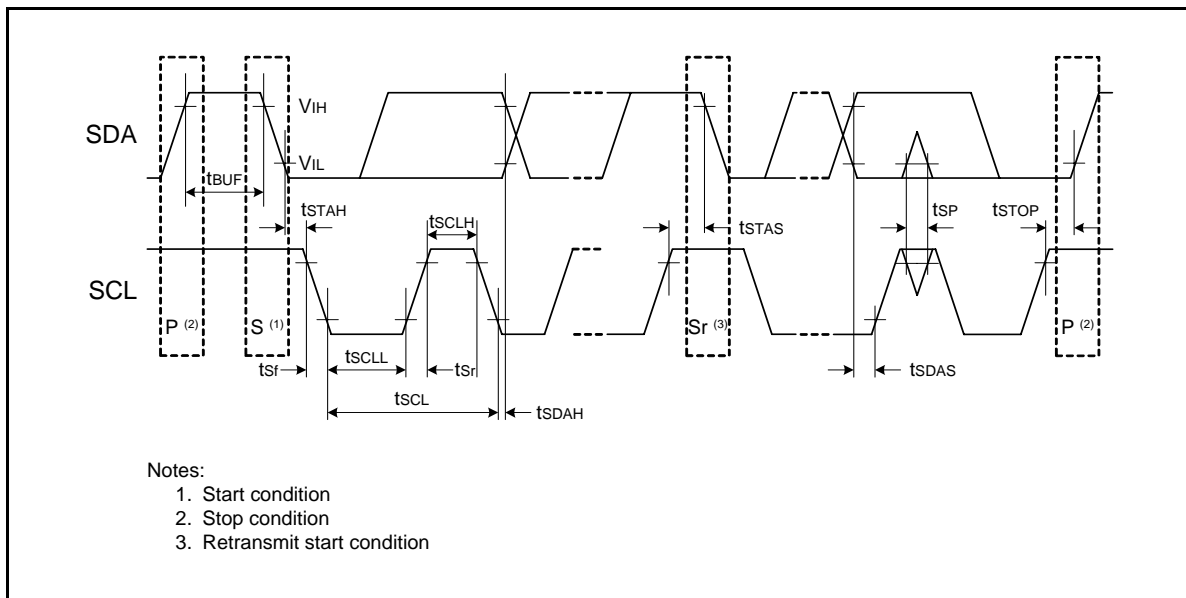 SDA
VIH
VIL
tBUF
tSTAH
tSCLH
tSTAS
tSP
tSTOP
SCL
P (2)
S (1)
Sr (3)
P (2)
tSf
tSCLL
tSr
tSDAS
tSCL
tSDAH
Notes:
1. Start condition
2. Stop condition
3. Retransmit start condition